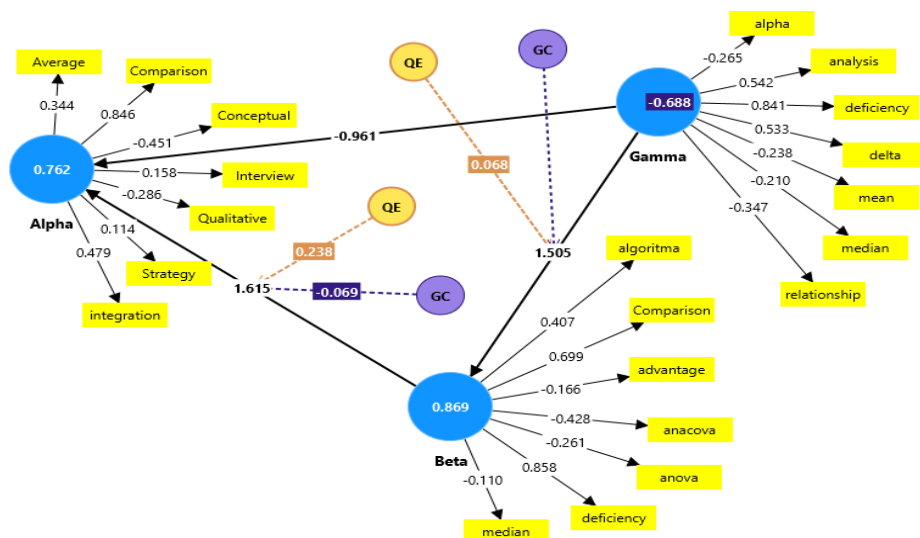 QE
GC
alpha
-0.265
analysis
0.542
deficiency
0.841
delta
0.533
mean
-0.238
median
-0.210
relationship
-0.347
-0.688
Gamma
-0.961
0.068
1.505
Average
0.344
Comparison
0.846
Conceptual
-0.451
Interview
0.158
Qualitative
-0.286
Strategy
0.114
integration
0.479
0.762
Alpha
QE
0.238
1.615
-0.069
GC
algoritma
0.407
Comparison
0.699
advantage
-0.166
anacova
-0.428
anova
-0.261
deficiency
0.858
median
-0.110
0.869
Beta